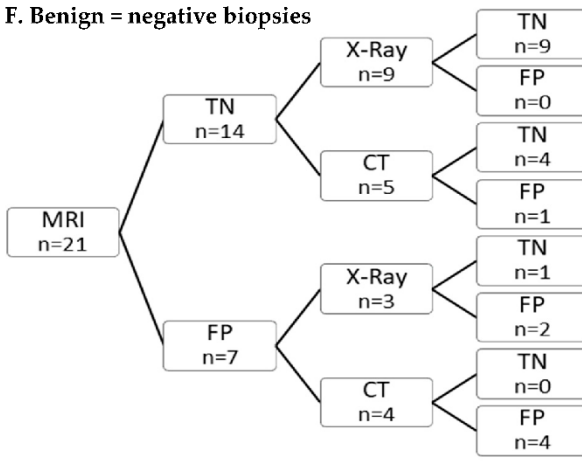 F. Benign = negative biopsies
MRI
n=21
TN
n=14
FP
n=7
X-Ray
n=9
CT
n=5
X-Ray
n=3
CT
n=4
TN
n=9
FP
n=0
TN
n=4
FP
n=1
TN
n=1
FP
n=2
TN
n=0
FP
n=4